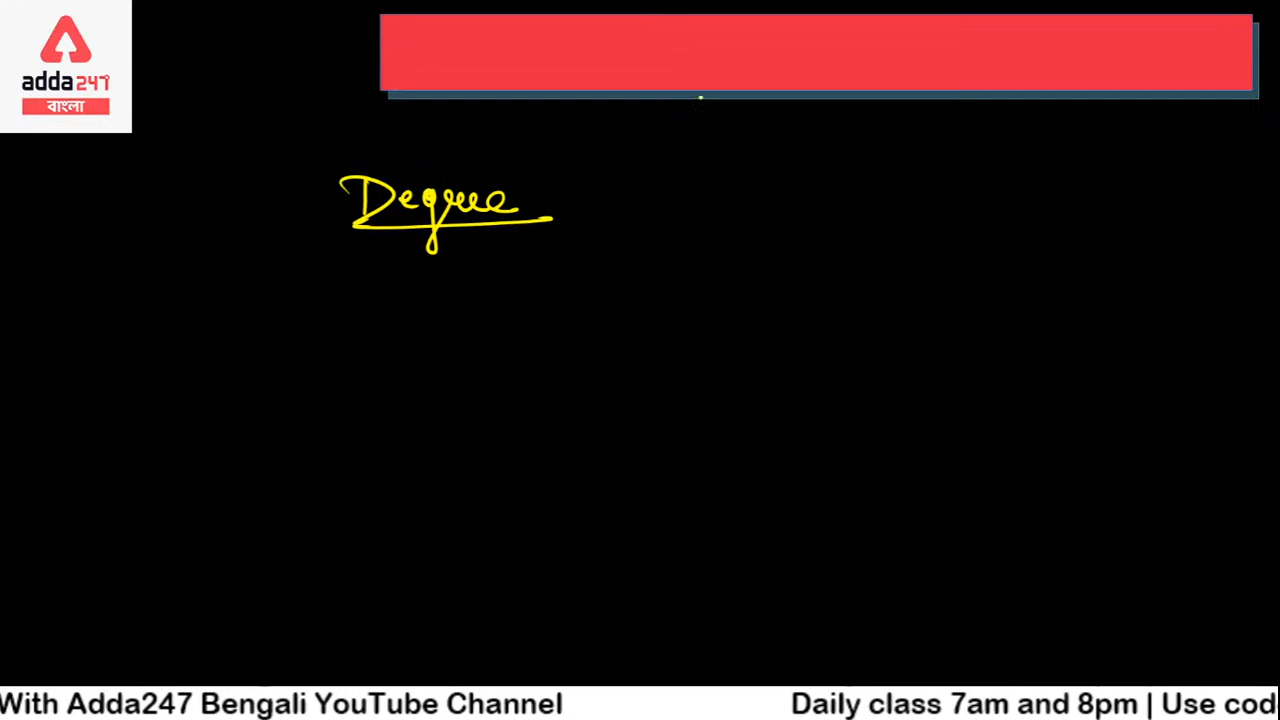 adda247
বাংলা
Degree
With Adda247 Bengali YouTube Channel
Daily class 7am and 8pm | Use cod